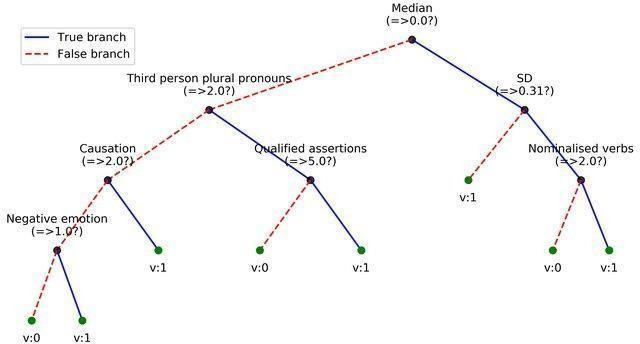 Median
(=>0.0?)
True branch
False branch
Third person plural pronouns
(=>2.0?)
SD
(=>0.31?)
Causation
(=>2.0?)
Qualified assertions
(=>5.0?)
Nominalised verbs
(=>2.0?)
v:1
Negative emotion
(=>1.0?)
v:1
v:0
v:1
v:0
v:1
v:0
v:1